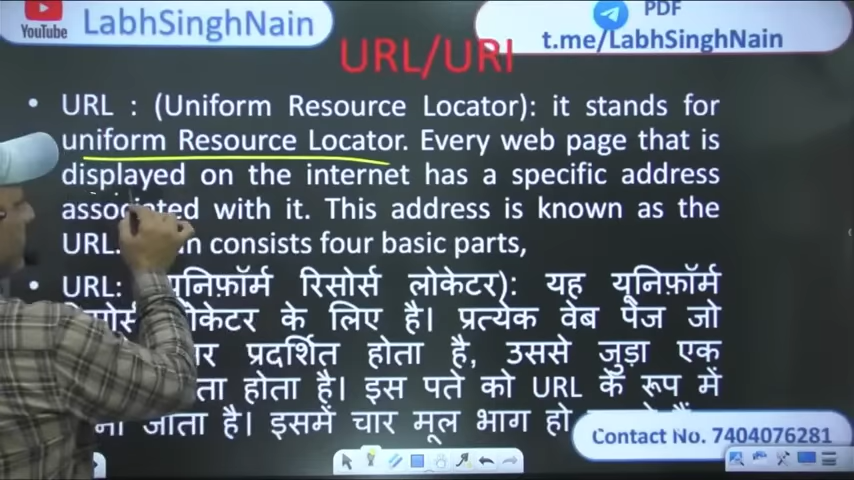 YouTube
LabhSinghNain
PDF
t.me/LabhSinghNain
URL/URI
• URL : (Uniform Resource Locator): it stands for
uniform Resource Locator. Every web page that is
displayed on the internet has a specific address
associated with it. This address is known as the
URL. consists four basic parts,
• URL: यूनिफ़ॉर्म रिसोर्स लोकेटर): यह यूनिफ़ॉर्म
लोकेटर के लिए है। प्रत्येक वेब पेज जो
प्रदर्शित होता है, उससे जुड़ा एक
होता है। इस पते को URL के रूप में
जाता है। इसमें चार मूल भाग हो
Contact No. 7404076281